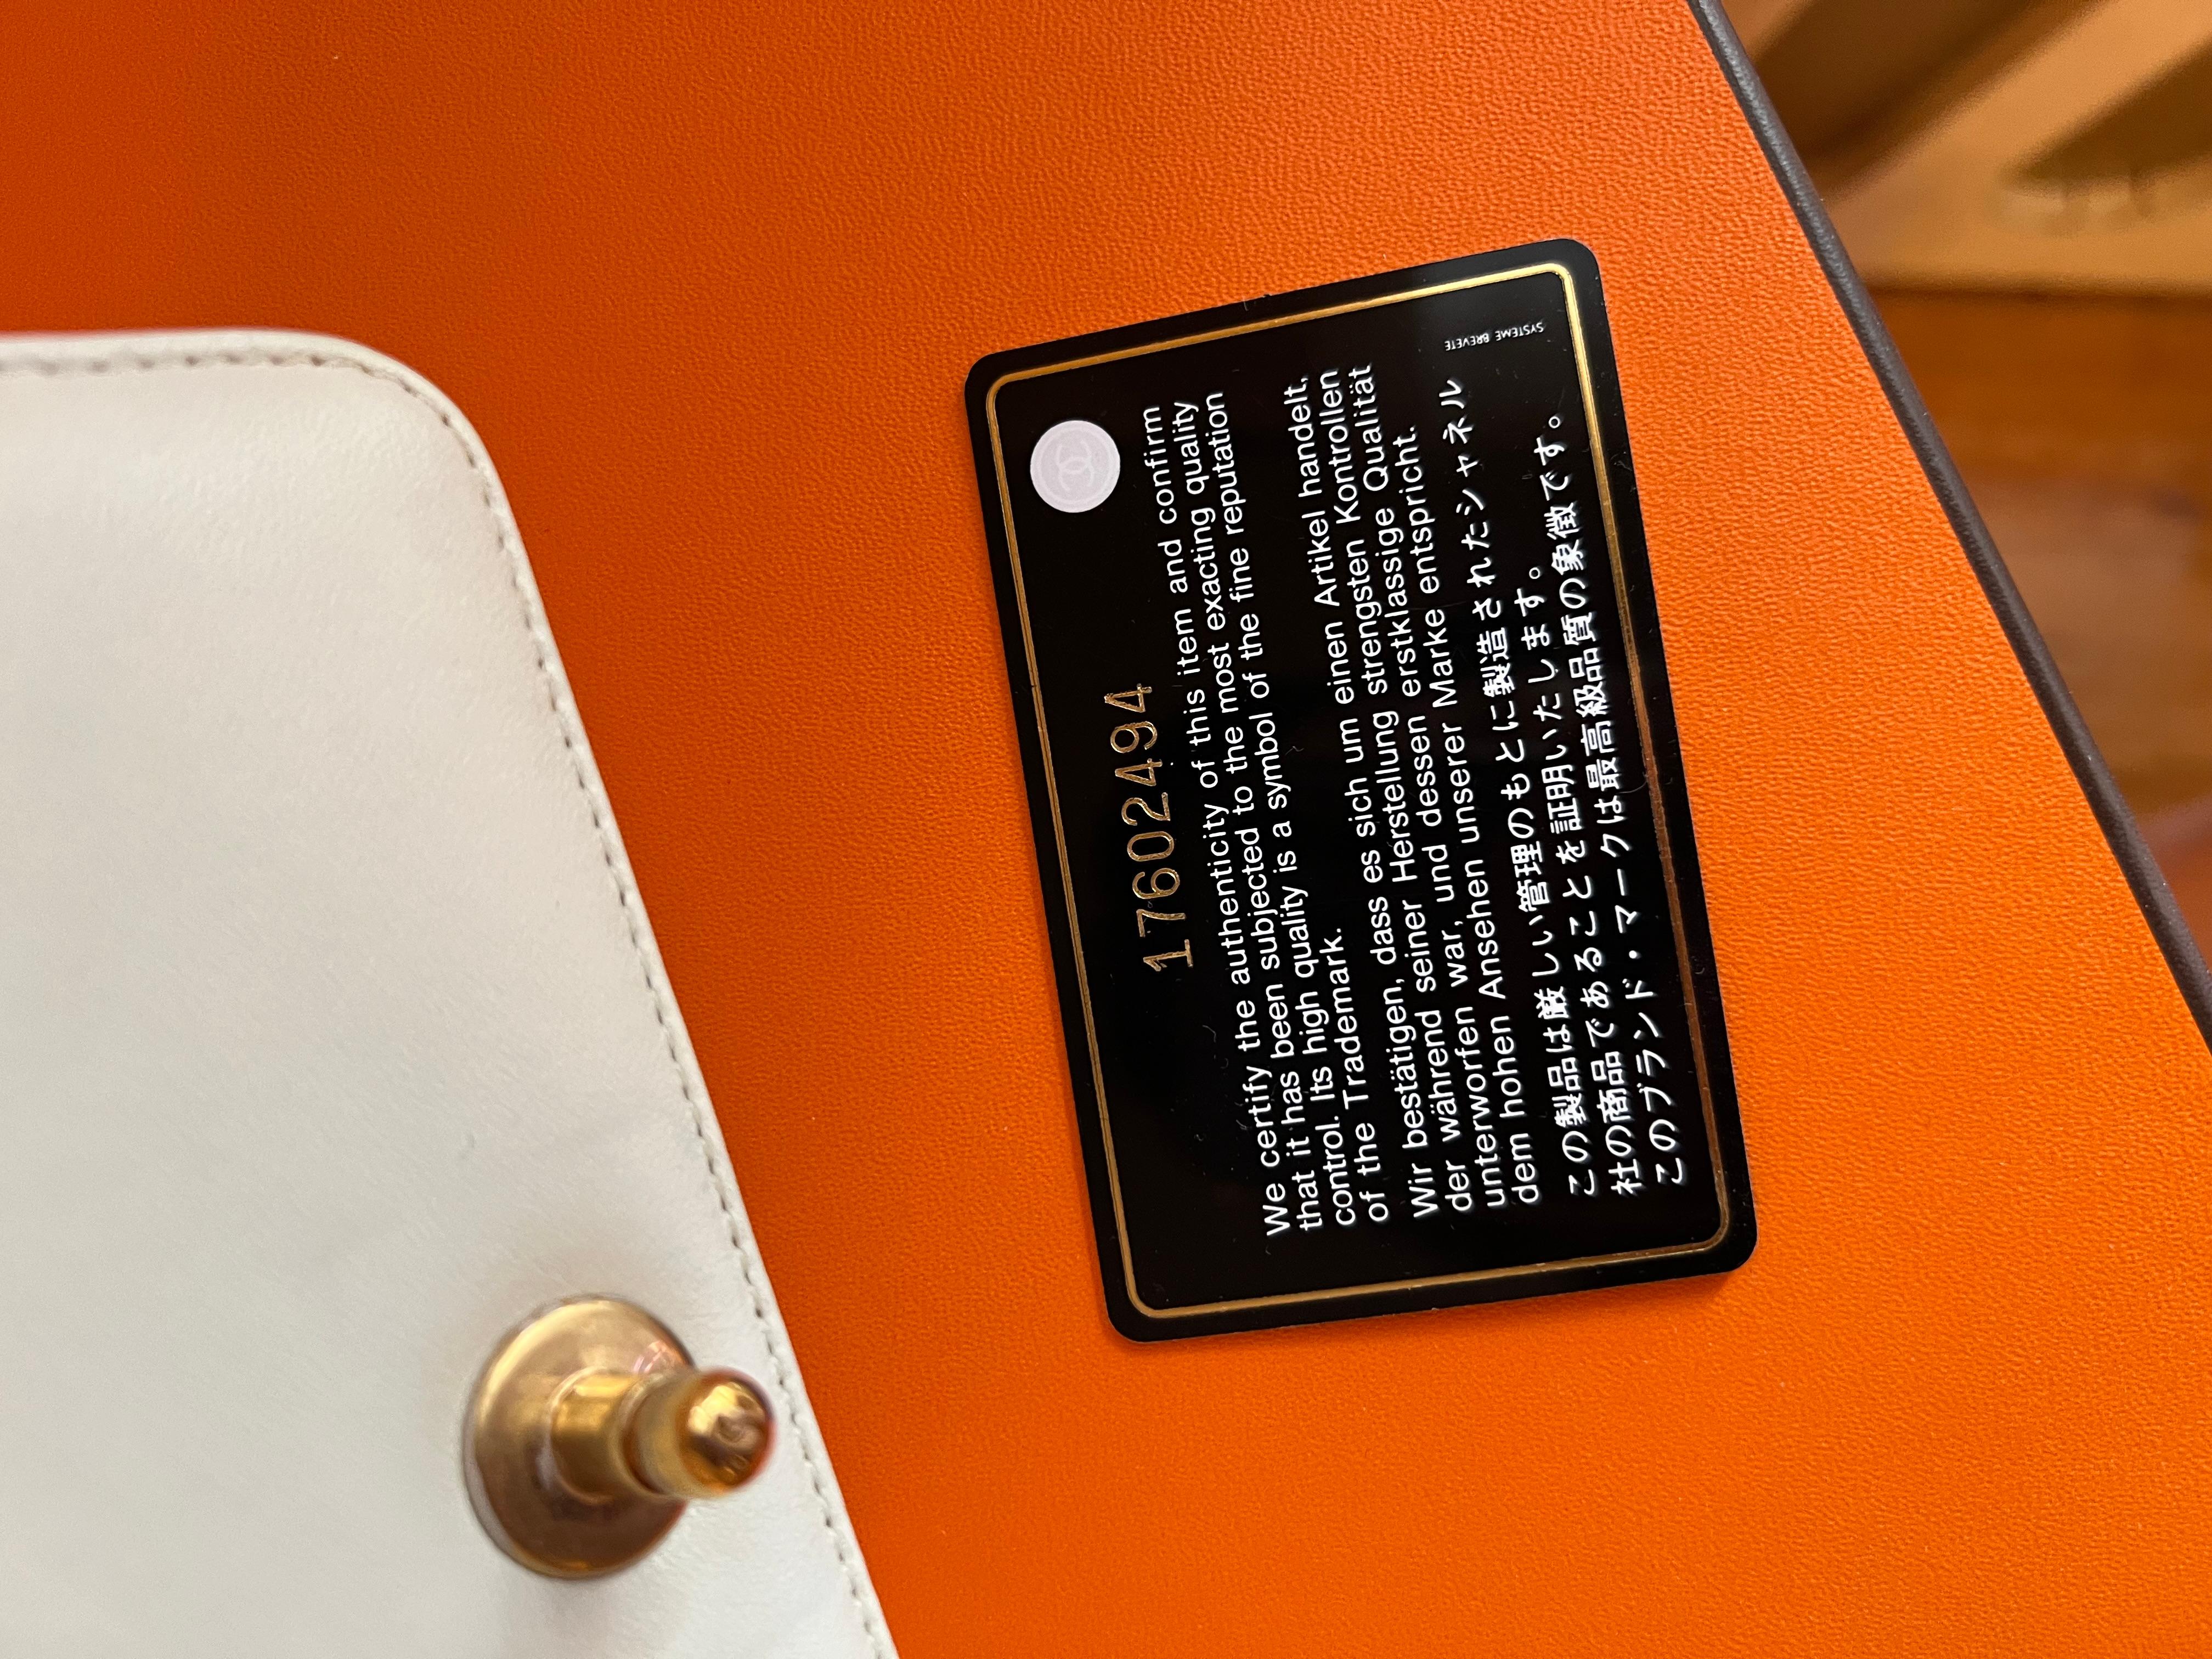 17602494
We certify the authenticity of this item and confirm
that it has been subjected to the most exacting quality
control. Its high quality is a symbol of the fine reputation
of the Trademark.
Wir bestätigen, dass es sich um einen Artikel handelt,
der während seiner Herstellung strengsten Kontrollen
unterworfen war, und dessen erstklassige Qualität
dem hohen Ansehen unserer Marke entspricht.
この製品は厳しい管理のもとに製造されたシャネル
社の商品であることを証明いたします。
このブランド・マークは最高級品質の象徴です。
SYSTEME BREVETE